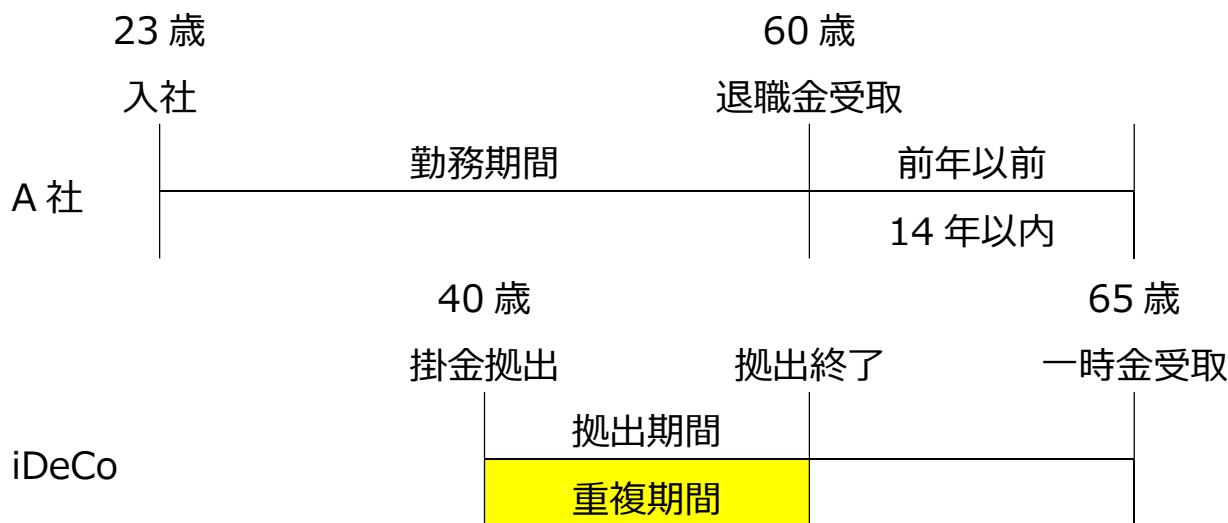 23 歳 60 歳
入社 退職金受取
勤務期間 前年以前
A 社
14 年以内
40 歳 65 歳
掛金拠出 拠出終了 一時金受取
拠出期間
iDeCo
重複期間